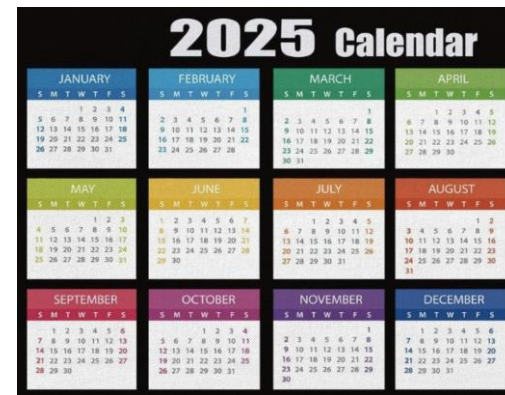 2025 Calendar
JANUARY
S M T W T F S
1 2 3 4
5 6 7 8 9 10 11
12 13 14 15 16 17 18
19 20 21 22 23 24 25
26 27 28 29 30 31
FEBRUARY
S M T W T F S
1
2 3 4 5 6 7 8
9 10 11 12 13 14 15
16 17 18 19 20 21 22
23 24 25 26 27 28
MARCH
S M T W T F S
1
2 3 4 5 6 7 8
9 10 11 12 13 14 15
16 17 18 19 20 21 22
23 24 25 26 27 28 29
30 31
APRIL
S M T W T F S
1 2 3 4 5
6 7 8 9 10 11 12
13 14 15 16 17 18 19
20 21 22 23 24 25 26
27 28 29 30
MAY
S M T W T F S
1 2 3
4 5 6 7 8 9 10
11 12 13 14 15 16 17
18 19 20 21 22 23 24
25 26 27 28 29 30 31
JUNE
S M T W T F S
1 2 3 4 5 6 7
8 9 10 11 12 13 14
15 16 17 18 19 20 21
22 23 24 25 26 27 28
29 30
JULY
S M T W T F S
1 2 3 4 5
6 7 8 9 10 11 12
13 14 15 16 17 18 19
20 21 22 23 24 25 26
27 28 29 30 31
AUGUST
S M T W T F S
1 2
3 4 5 6 7 8 9
10 11 12 13 14 15 16
17 18 19 20 21 22 23
24 25 26 27 28 29 30
31
SEPTEMBER
S M T W T F S
1 2 3 4 5 6
7 8 9 10 11 12 13
14 15 16 17 18 19 20
21 22 23 24 25 26 27
28 29 30
OCTOBER
S M T W T F S
1 2 3 4
5 6 7 8 9 10 11
12 13 14 15 16 17 18
19 20 21 22 23 24 25
26 27 28 29 30 31
NOVEMBER
S M T W T F S
1
2 3 4 5 6 7 8
9 10 11 12 13 14 15
16 17 18 19 20 21 22
23 24 25 26 27 28 29
30
DECEMBER
S M T W T F S
1 2 3 4 5 6
7 8 9 10 11 12 13
14 15 16 17 18 19 20
21 22 23 24 25 26 27
28 29 30 31